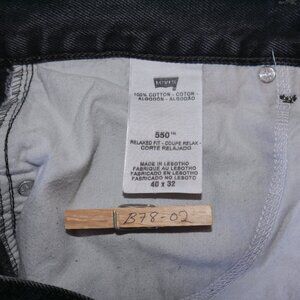 LEVI'S
100% COTTON - COTON -
ALGODON - ALGODÃO
550™
RELAXED FIT - COUPE RELAX -
CORTE RELAJADO
MADE IN LESOTHO
FABRIQUE AU LESOTHO
FABRICADO EN LESOTHO
FABRICADO NO LESOTO
40 x 32
B78-02